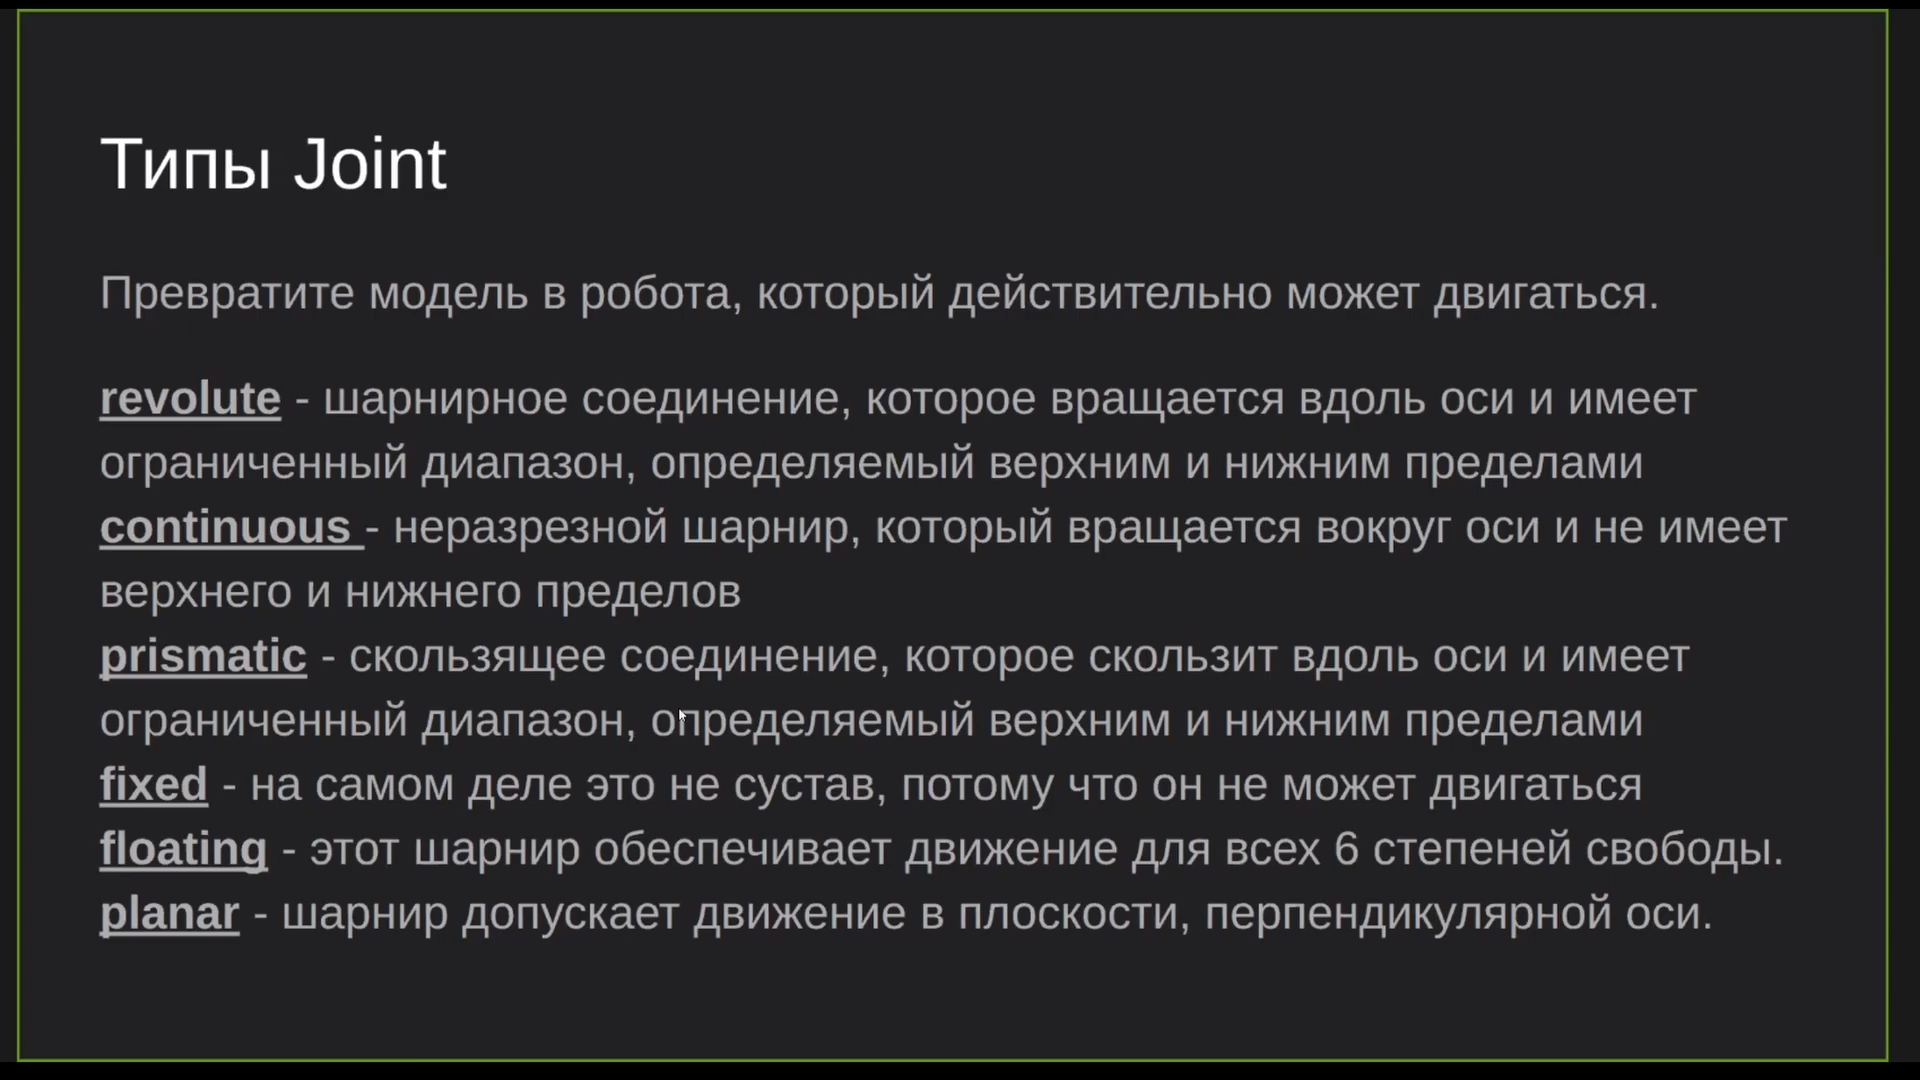 Типы Joint
Превратите модель в робота, который действительно может двигаться.
revolute - шарнирное соединение, которое вращается вдоль оси и имеет
ограниченный диапазон, определяемый верхним и нижним пределами
continuous - неразрезной шарнир, который вращается вокруг оси и не имеет
верхнего и нижнего пределов
prismatic - скользящее соединение, которое скользит вдоль оси и имеет
ограниченный диапазон, определяемый верхним и нижним пределами
fixed - на самом деле это не сустав, потому что он не может двигаться
floating - этот шарнир обеспечивает движение для всех 6 степеней свободы.
planar - шарнир допускает движение в плоскости, перпендикулярной оси.